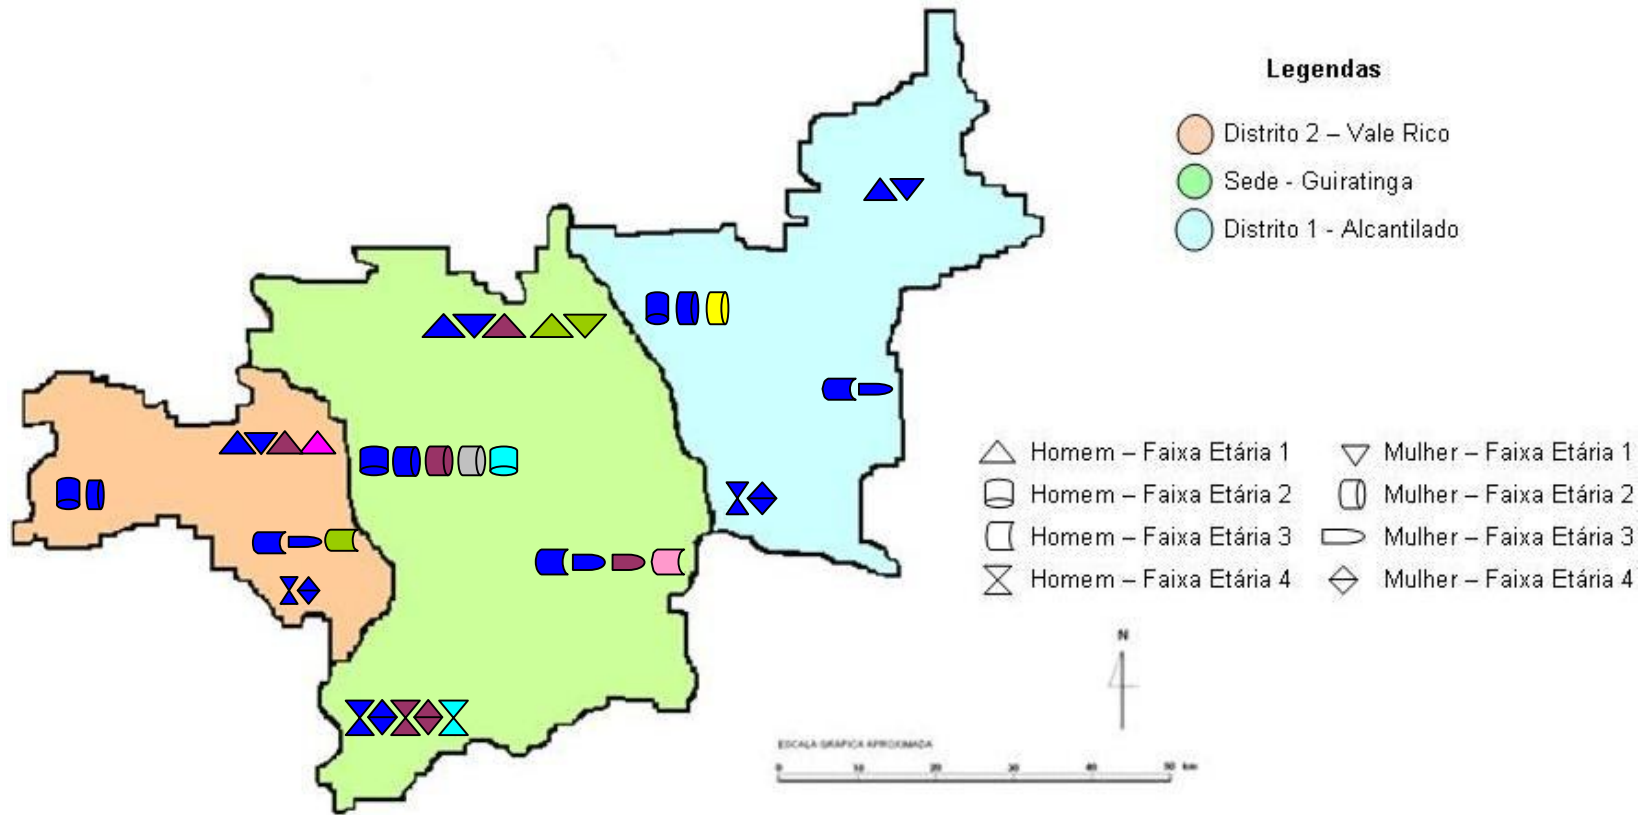 Legendas
Distrito 2 – Vale Rico
Sede - Guiratinga
Distrito 1 - Alcantilado
Homem – Faixa Etária 1
Mulher – Faixa Etária 1
Homem – Faixa Etária 2
Mulher – Faixa Etária 2
Homem – Faixa Etária 3
Mulher – Faixa Etária 3
Homem – Faixa Etária 4
Mulher – Faixa Etária 4
N
ESCALA GRÁFICA APROXIMADA
0 10 20 30 40 50 km